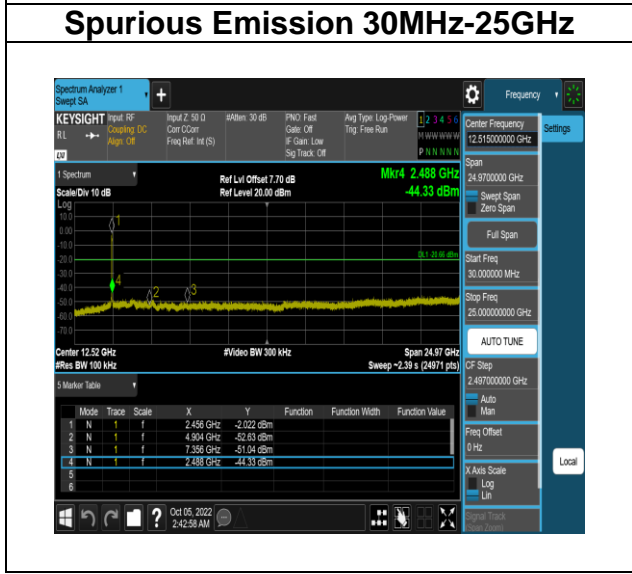 Spurious Emission 30MHz-25GHz
Spectrum Analyzer 1
Swept SA
Frequency
KEYSIGHT Input: RF Input Z: 50 Ω #Atten: 30 dB PNO: Fast Avg Type: Log-Power 1 2 3 4 5 6
RL Coupling: DC Corr CCorr Gate: Off Trig: Free Run M W W W W W
Align: Off Freq Ref: Int (S) IF Gain: Low P N N N N N
Sig Track: Off
LXI
1 Spectrum
Scale/Div 10 dB
Ref Lvl Offset 7.70 dB
Ref Level 20.00 dBm
Mkr4 2.488 GHz
-44.33 dBm
Log
10.0
0.00
-10.0
-20.0
-30.0
-40.0
-50.0
-60.0
-70.0
1
DL1 -20.66 dBm
4
2
3
Center 12.52 GHz #Video BW 300 kHz Span 24.97 GHz
#Res BW 100 kHz Sweep ~2.39 s (24971 pts)
5 Marker Table
Mode Trace Scale X Y Function Function Width Function Value
1 N 1 f 2.456 GHz -2.022 dBm
2 N 1 f 4.904 GHz -52.63 dBm
3 N 1 f 7.356 GHz -51.04 dBm
4 N 1 f 2.488 GHz -44.33 dBm
5
6
Oct 05, 2022
2:42:58 AM
Center Frequency
12.515000000 GHz
Settings
Span
24.9700000 GHz
Swept Span
Zero Span
Full Span
Start Freq
30.000000 MHz
Stop Freq
25.000000000 GHz
AUTO TUNE
CF Step
2.497000000 GHz
Auto
Man
Freq Offset
0 Hz
X Axis Scale
Log
Lin
Local
Signal Track
(Span Zoom)